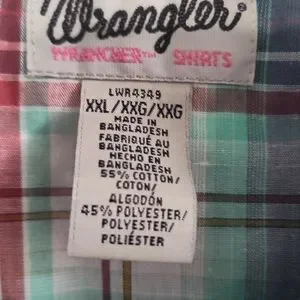 Wrangler
WRANCHER™ SHIRTS
LWR4349
XXL/XXG/XXG
MADE IN
BANGLADESH
FABRIQUÉ AU
BANGLADESH
HECHO EN
BANGLADESH
55% COTTON/
COTON/
ALGODÓN
45% POLYESTER/
POLYESTER/
POLIÉSTER